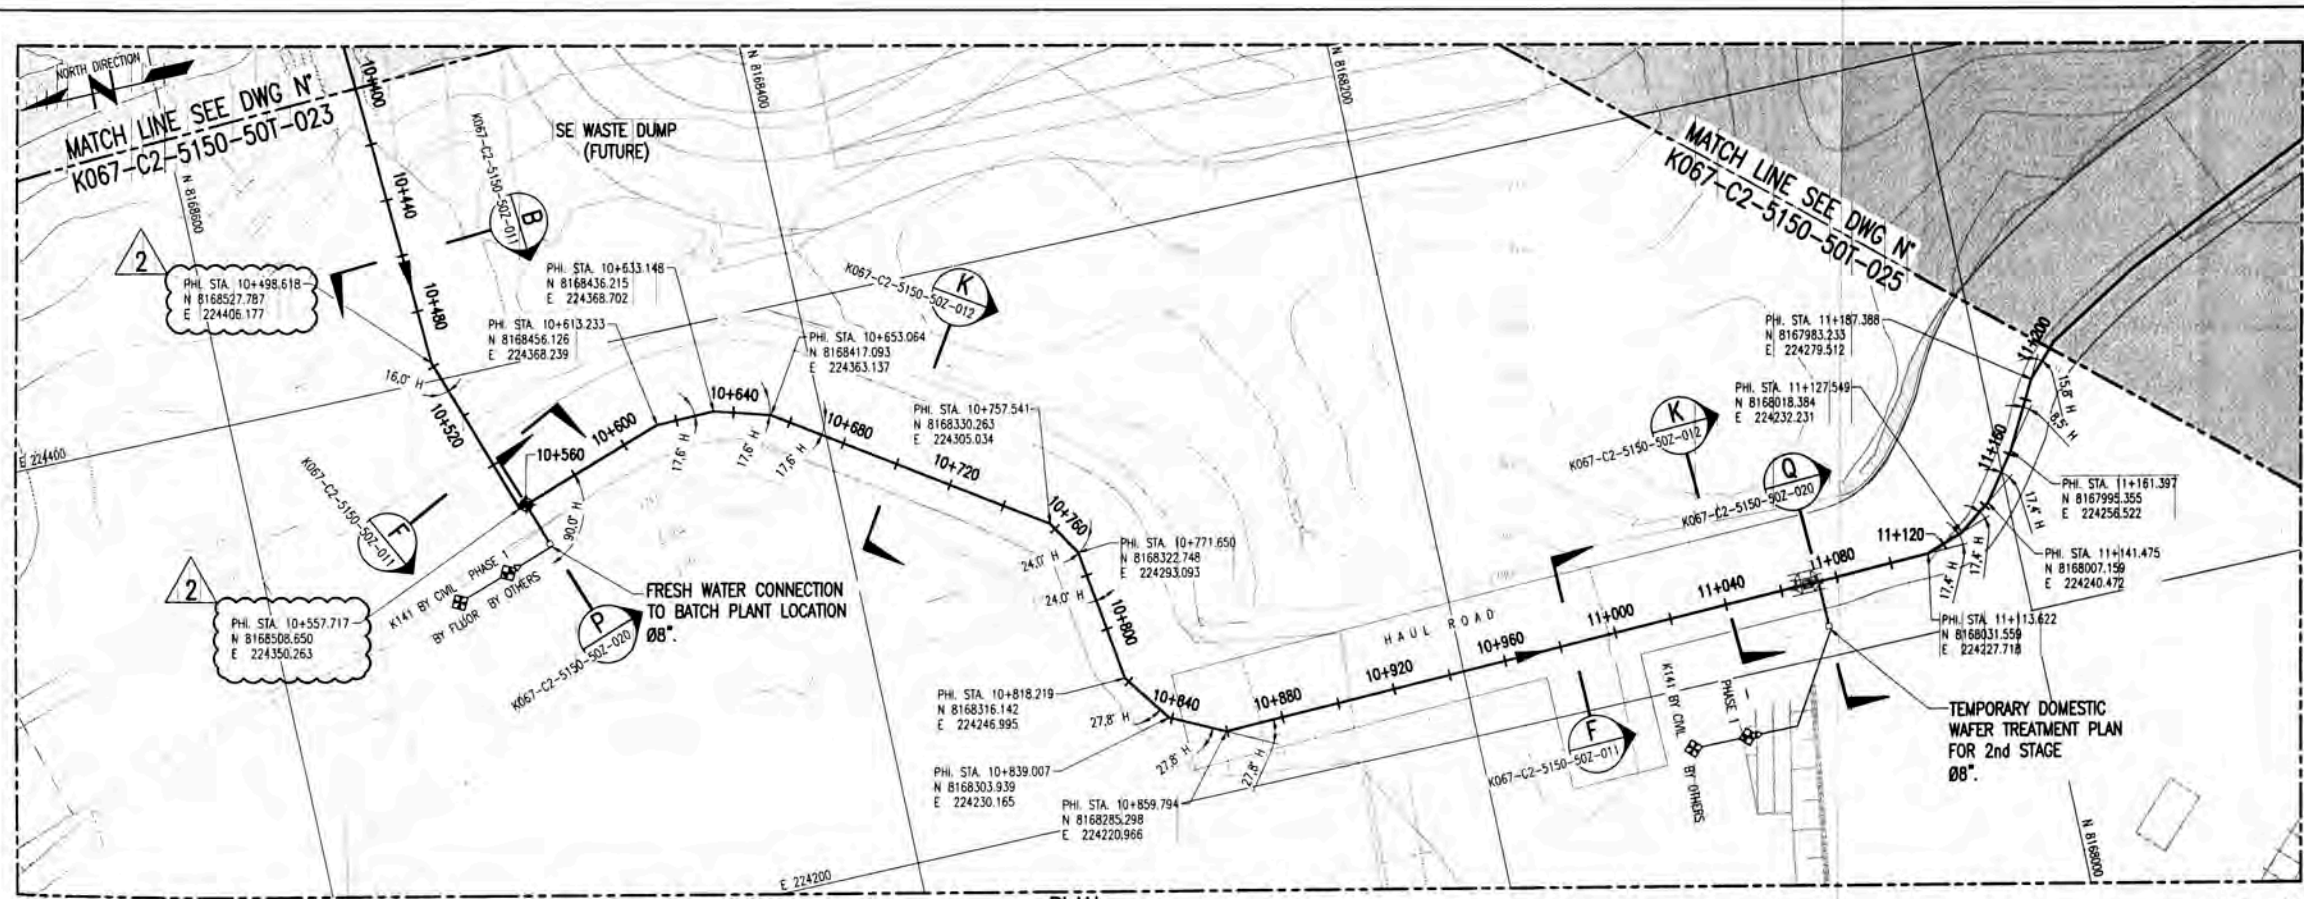 NORTH DIRECTION
N
MATCH LINE SEE DWG N°
K067-C2-5150-50T-023
N 8168600
10+400
10+440
10+480
10+520
K067-C2-5150-50Z-011
B
SE WASTE DUMP
(FUTURE)
N 8168400
N 8168200
MATCH LINE SEE DWG N°
K067-C2-5150-50T-025
2
PHI. STA. 10+498.618
N 8168527.787
E 224406.177
PHI. STA. 10+633.148
N 8168436.215
E 224368.702
PHI. STA. 10+613.233
N 8168456.126
E 224368.239
PHI. STA. 10+653.064
N 8168417.093
E 224363.137
K067-C2-5150-50Z-012
K
16,0° H
E 224400
10+560
10+600
10+640
10+680
10+720
10+760
10+800
17,6° H
17,6° H
17,6° H
90,0° H
PHI. STA. 10+757.541
N 8168330.263
E 224305.034
PHI. STA. 10+771.650
N 8168322.748
E 224293.093
24,0° H
24,0° H
K067-C2-5150-50Z-011
F
2
PHI. STA. 10+557.717
N 8168508.650
E 224350.263
K141 BY CIVIL PHASE 1
BY FLUOR BY OTHERS
FRESH WATER CONNECTION
TO BATCH PLANT LOCATION
Ø8".
P
K067-C2-5150-50Z-020
PHI. STA. 10+818.219
N 8168316.142
E 224246.995
PHI. STA. 10+839.007
N 8168303.939
E 224230.165
PHI. STA. 10+859.794
N 8168285.298
E 224220.966
27,8° H
27,8° H
27,8° H
10+840
10+880
10+920
10+960
11+000
11+040
11+080
11+120
11+160
11+200
HAUL ROAD
F
K067-C2-5150-50Z-011
K
K067-C2-5150-50Z-012
Q
K067-C2-5150-50Z-020
PHI. STA. 11+187.388
N 8167983.233
E 224279.512
PHI. STA. 11+127.549
N 8168018.384
E 224232.231
15,8° H
8,5° H
17,4° H
17,4° H
17,4° H
PHI. STA. 11+161.397
N 8167995.355
E 224256.522
PHI. STA. 11+141.475
N 8168007.159
E 224240.472
PHI. STA. 11+113.622
N 8168031.559
E 224227.718
K141 BY CIVIL
PHASE 1
BY OTHERS
TEMPORARY DOMESTIC
WAFER TREATMENT PLAN
FOR 2nd STAGE
Ø8".
E 224200
N 8168000